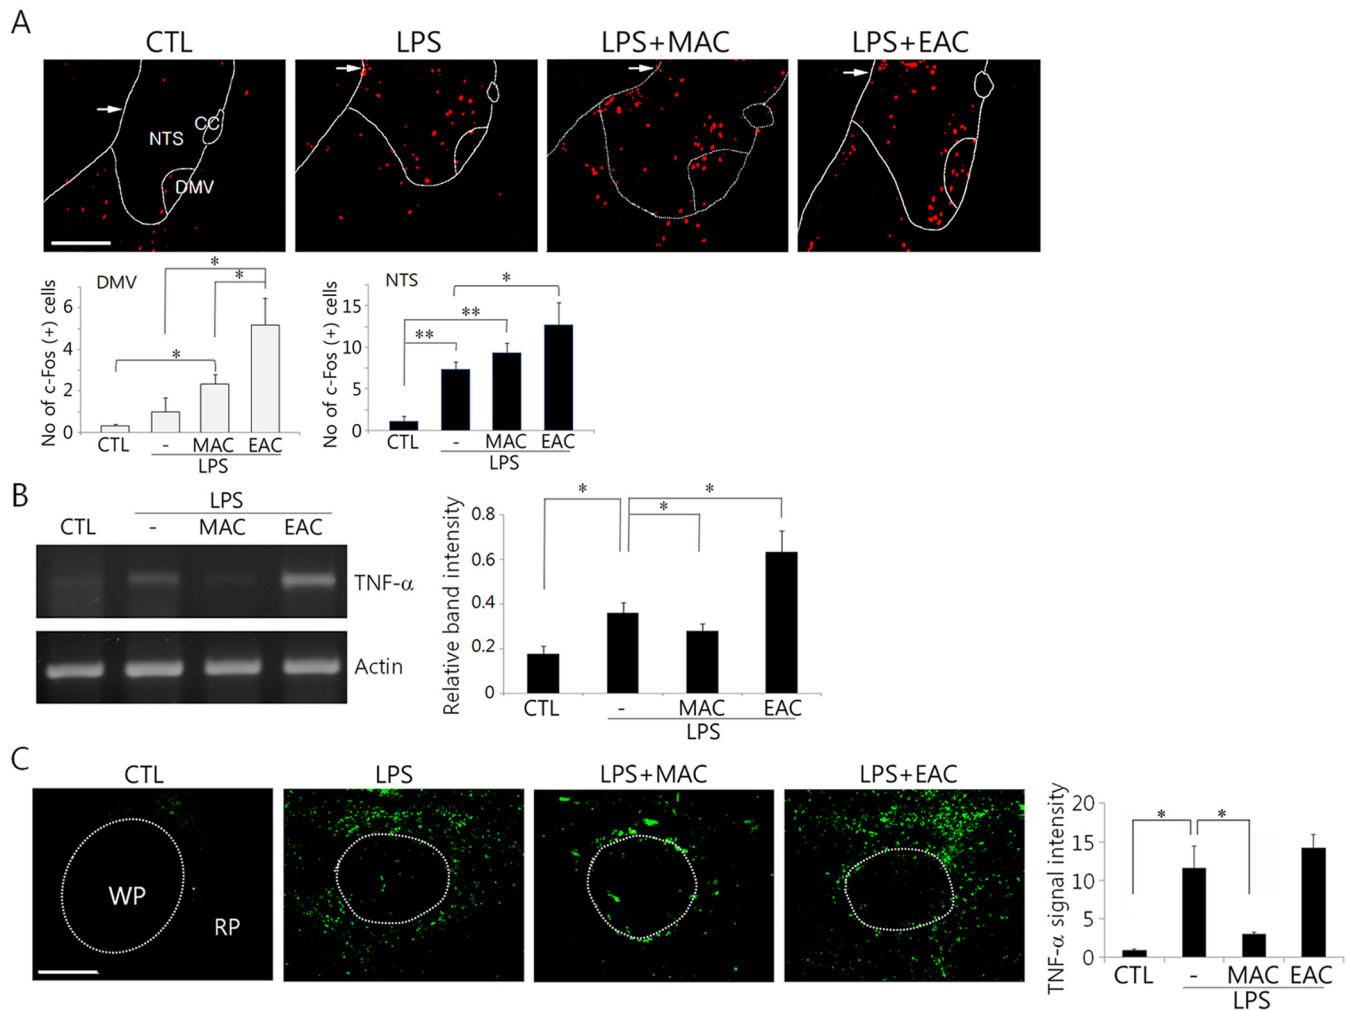 A
CTL LPS LPS+MAC LPS+EAC
NTS CC DMV
No of c-Fos (+) cells
DMV
* * *
6
4
2
0
CTL - MAC EAC
LPS
No of c-Fos (+) cells
NTS
** ** *
15
10
5
0
CTL - MAC EAC
LPS
B
LPS
CTL - MAC EAC
TNF-α
Actin
Relative band intensity
* * *
0.8
0.6
0.4
0.2
0
CTL - MAC EAC
LPS
C
CTL LPS LPS+MAC LPS+EAC
WP
RP
TNF-α signal intensity
* *
20
15
10
5
0
CTL - MAC EAC
LPS